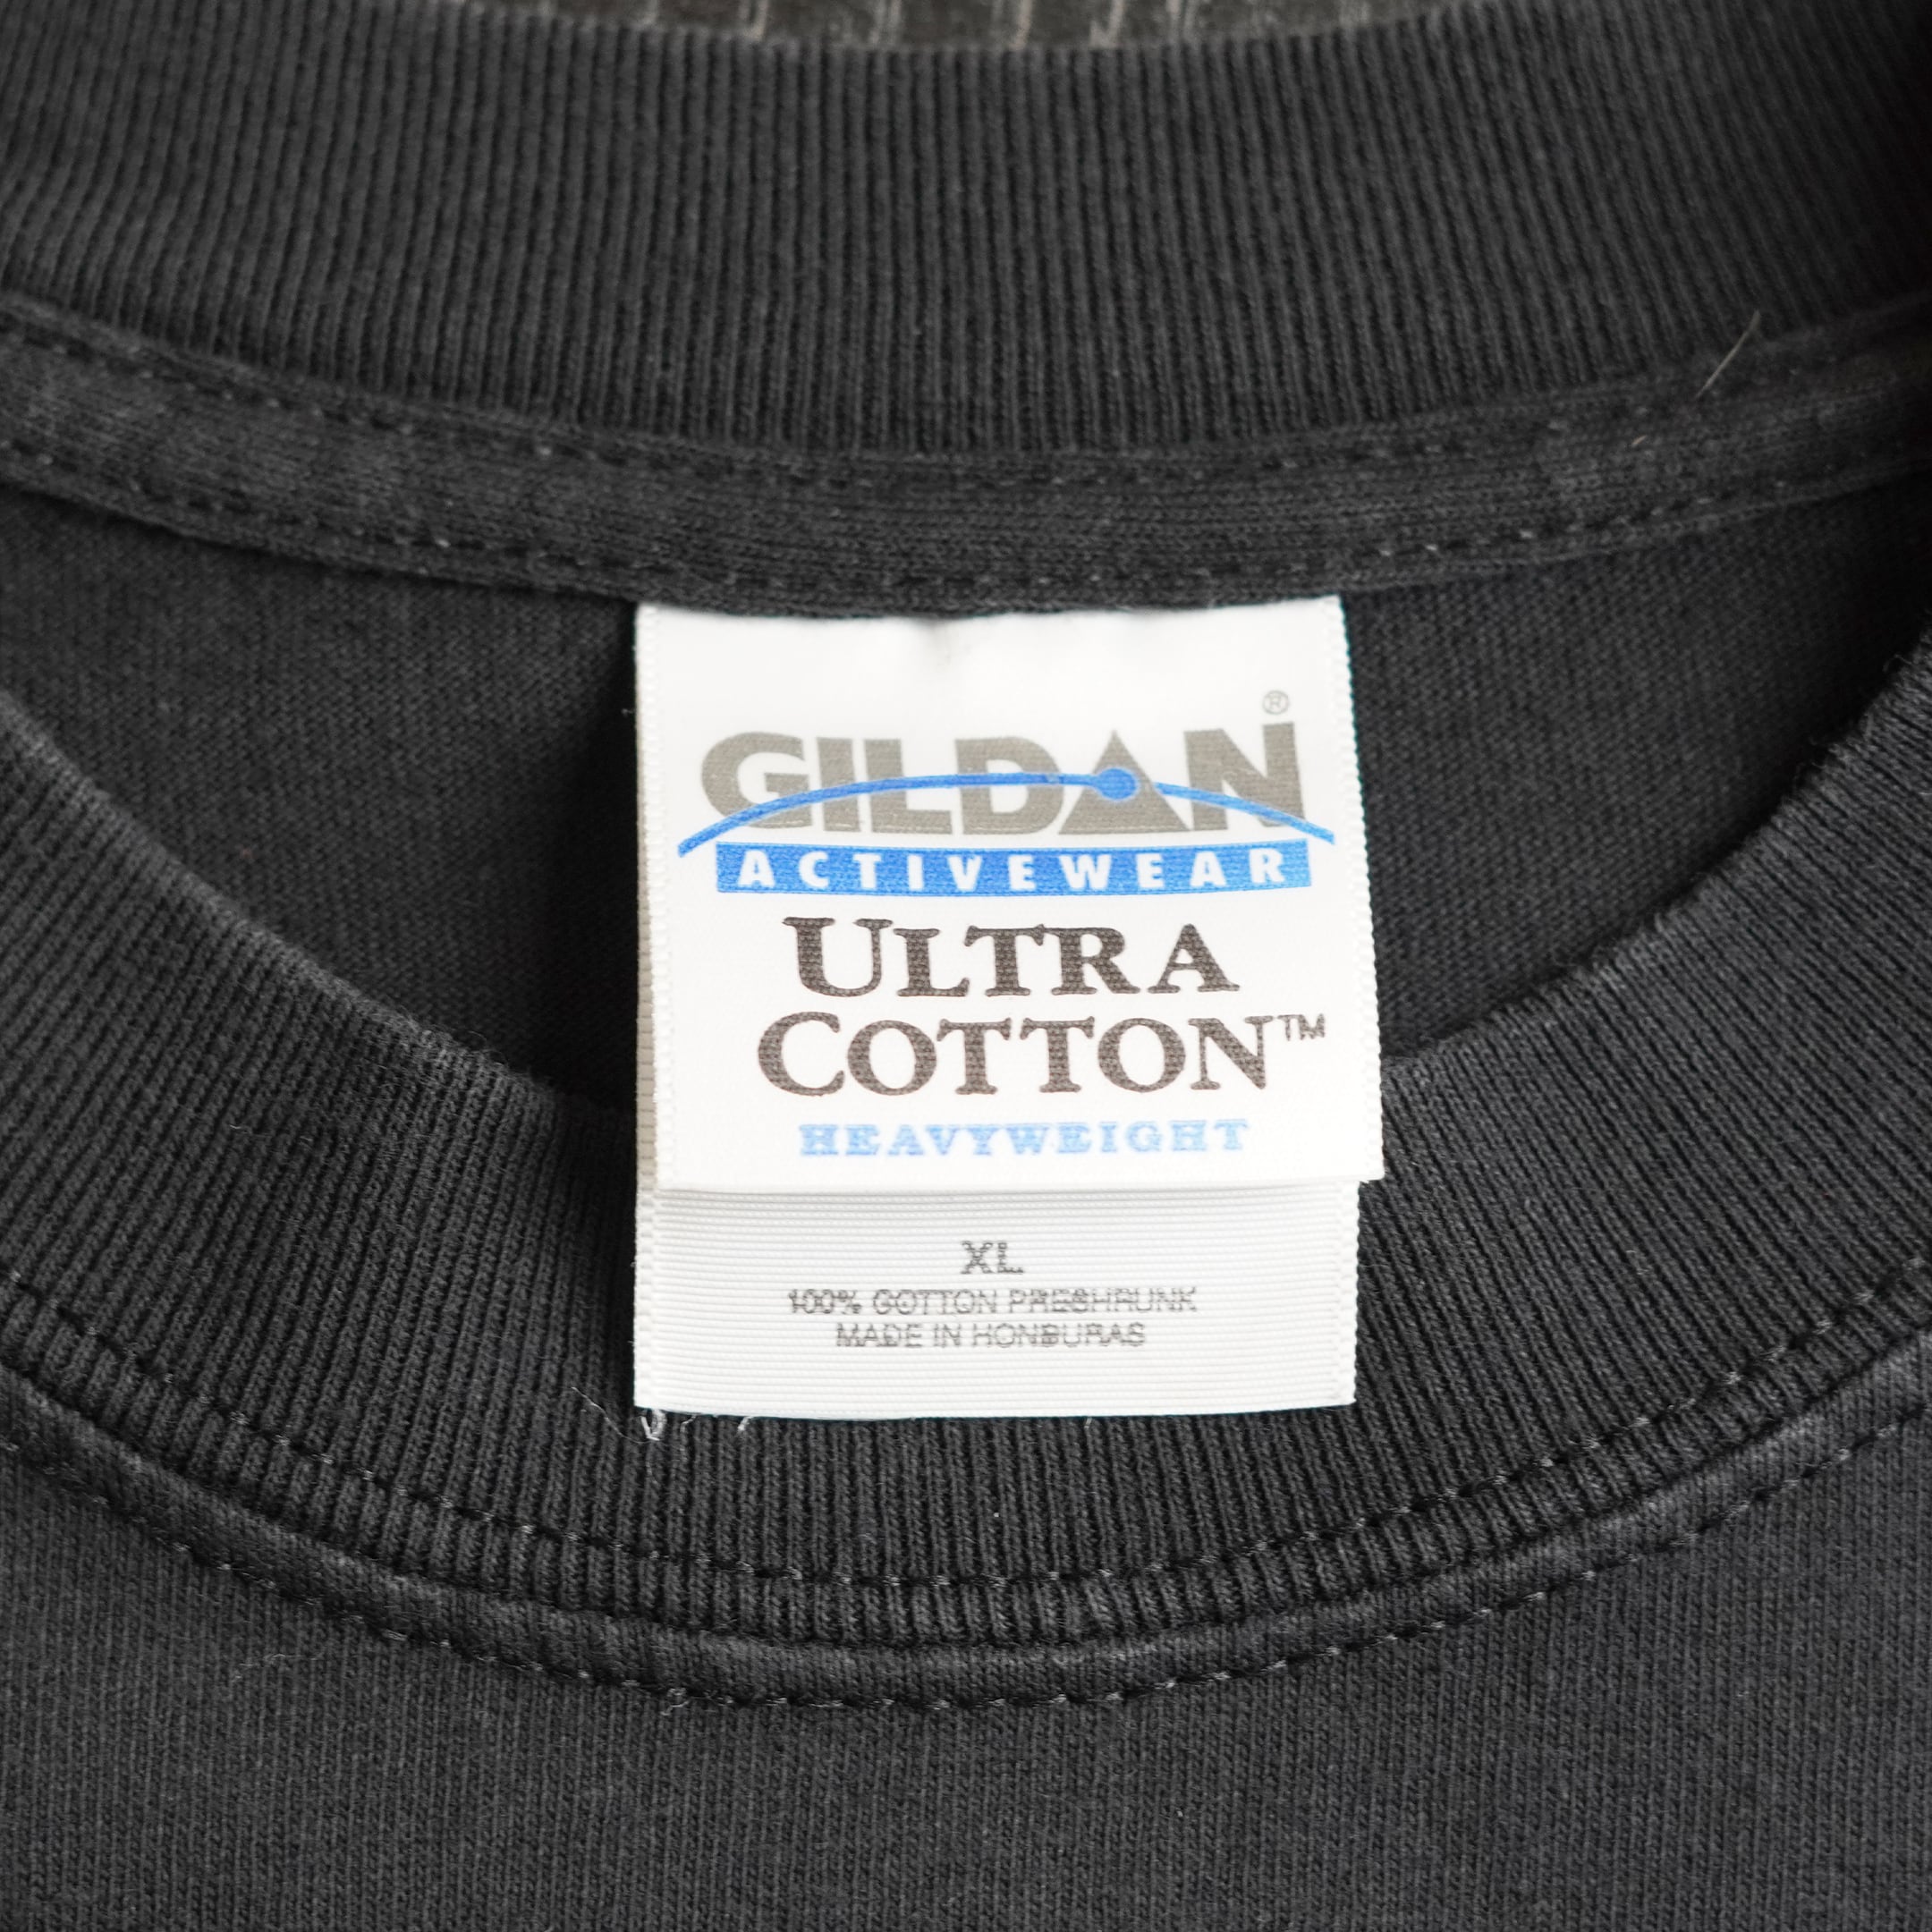 GILDAN®
ACTIVEWEAR
ULTRA
COTTON™
HEAVYWEIGHT
XL
100% COTTON PRESHRUNK
MADE IN HONDURAS